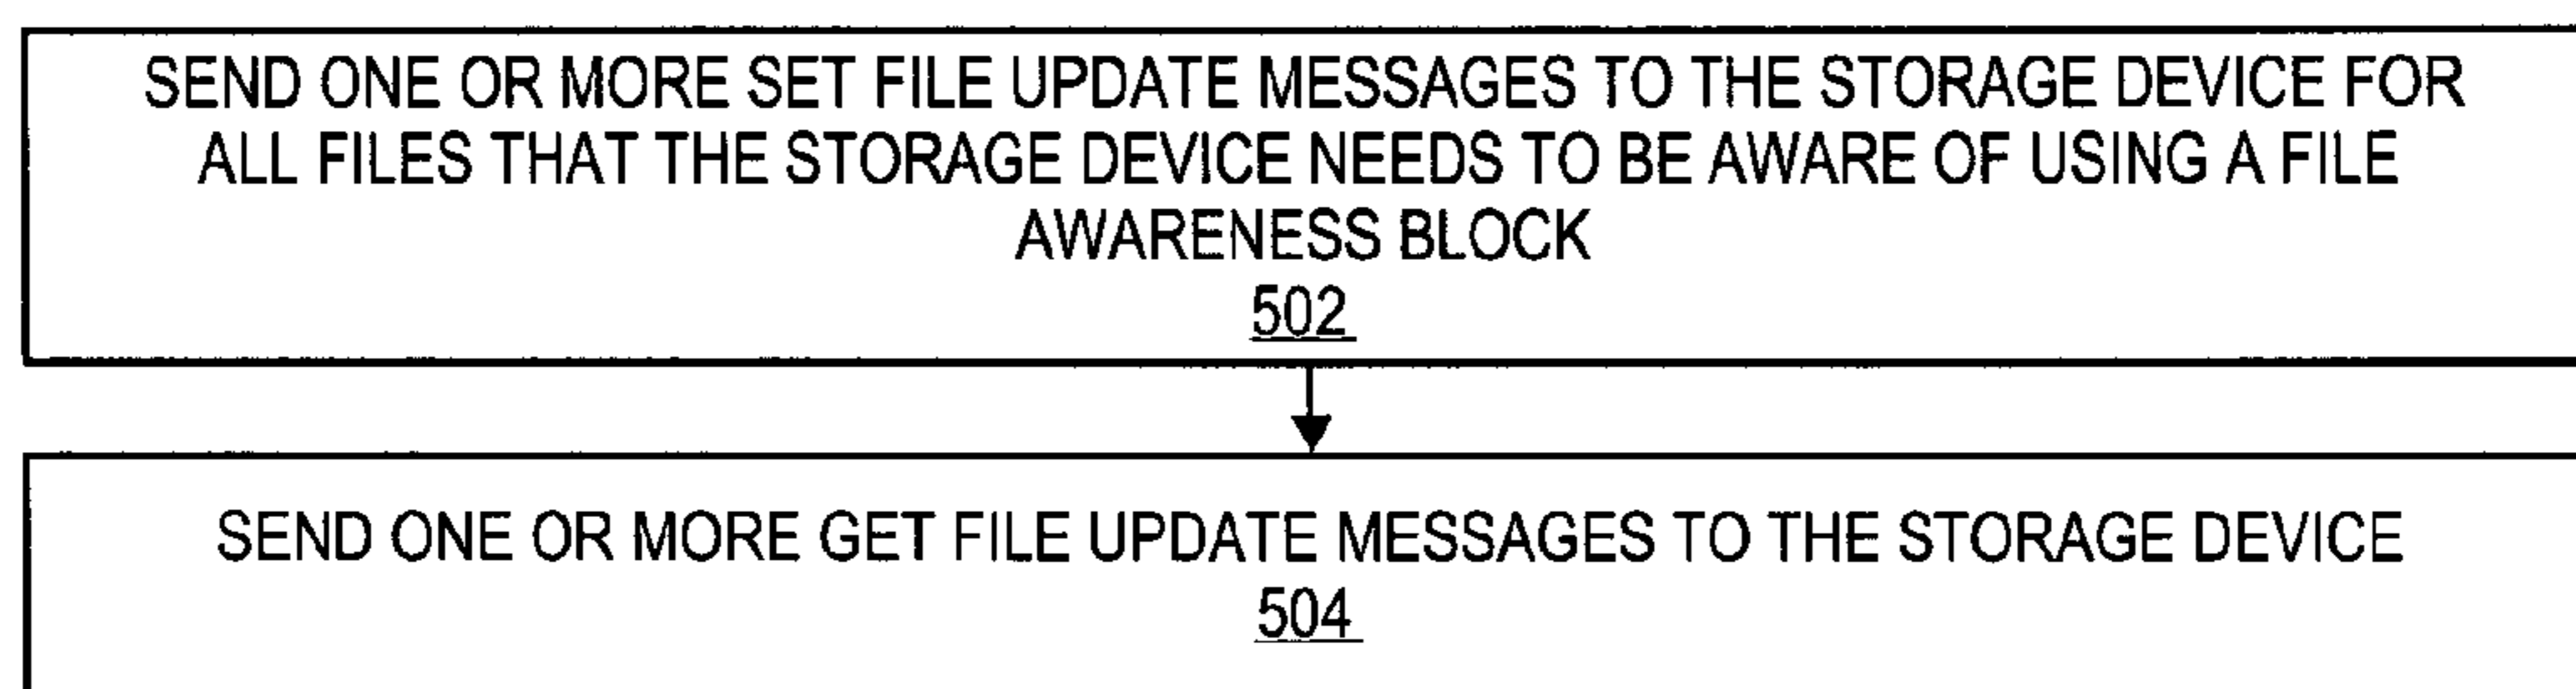 SEND ONE OR MORE SET FILE UPDATE MESSAGES TO THE STORAGE DEVICE FOR
ALL FILES THAT THE STORAGE DEVICE NEEDS TO BE AWARE OF USING A FILE
AWARENESS BLOCK
502
SEND ONE OR MORE GET FILE UPDATE MESSAGES TO THE STORAGE DEVICE
504